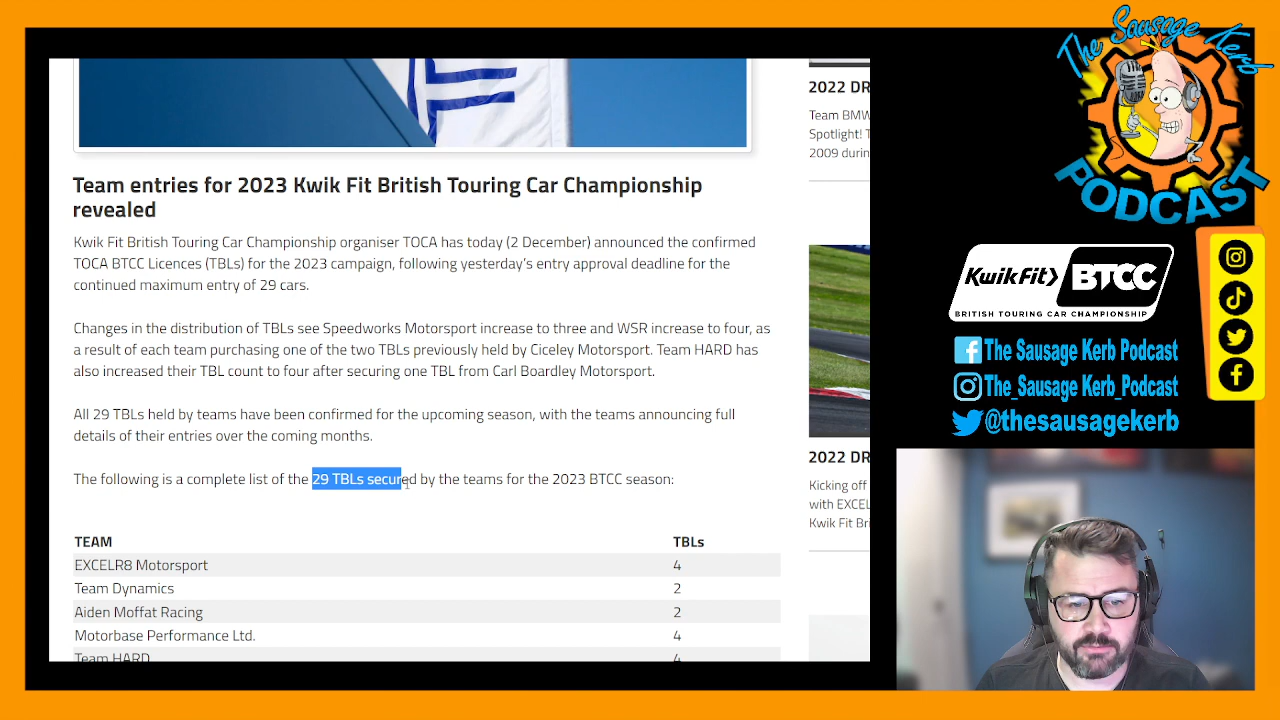 Team entries for 2023 Kwik Fit British Touring Car Championship
revealed
Kwik Fit British Touring Car Championship organiser TOCA has today (2 December) announced the confirmed
TOCA BTCC Licences (TBLs) for the 2023 campaign, following yesterday's entry approval deadline for the
continued maximum entry of 29 cars.
Changes in the distribution of TBLs see Speedworks Motorsport increase to three and WSR increase to four, as
a result of each team purchasing one of the two TBLs previously held by Ciceley Motorsport. Team HARD has
also increased their TBL count to four after securing one TBL from Carl Boardley Motorsport.
All 29 TBLs held by teams have been confirmed for the upcoming season, with the teams announcing full
details of their entries over the coming months.
The following is a complete list of the 29 TBLs secured by the teams for the 2023 BTCC season:
TEAM TBLs
EXCELR8 Motorsport 4
Team Dynamics 2
Aiden Moffat Racing 2
Motorbase Performance Ltd. 4
Team HARD 4
2022 DR
Team BMW
Spotlight! T
2009 durin
2022 DR
Kicking off
with EXCEL
Kwik Fit Bri
The Sausage Kerb
PODCAST
KwikFit BTCC
BRITISH TOURING CAR CHAMPIONSHIP
The Sausage Kerb Podcast
The_Sausage Kerb_Podcast
@thesausagekerb